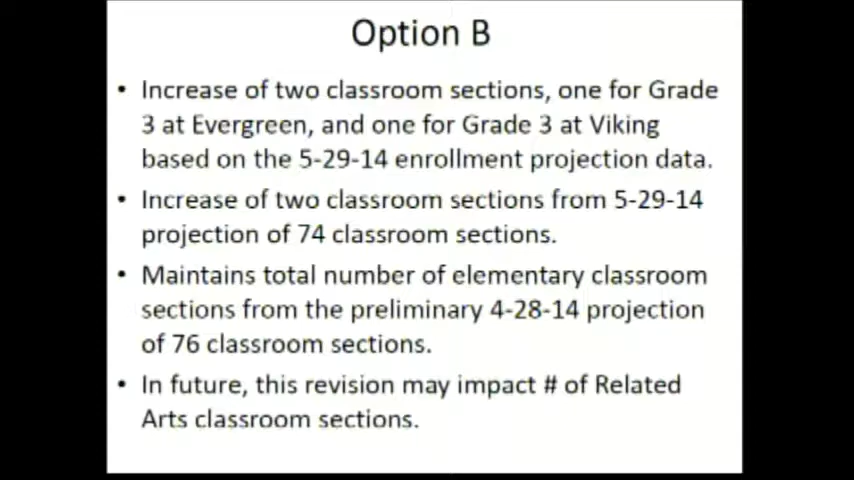 Option B
• Increase of two classroom sections, one for Grade
3 at Evergreen, and one for Grade 3 at Viking
based on the 5-29-14 enrollment projection data.
• Increase of two classroom sections from 5-29-14
projection of 74 classroom sections.
• Maintains total number of elementary classroom
sections from the preliminary 4-28-14 projection
of 76 classroom sections.
• In future, this revision may impact # of Related
Arts classroom sections.